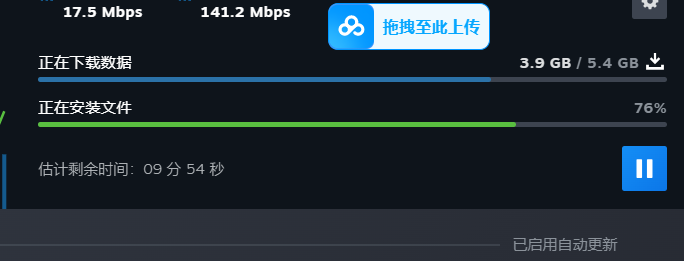 17.5 Mbps 141.2 Mbps
拖拽至此上传
正在下载数据 3.9 GB / 5.4 GB
正在安装文件 76%
估计剩余时间：09 分 54 秒
已启用自动更新